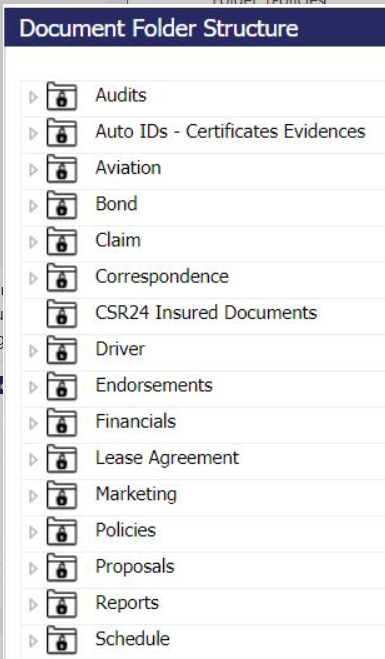 Document Folder Structure
Audits
Auto IDs - Certificates Evidences
Aviation
Bond
Claim
Correspondence
CSR24 Insured Documents
Driver
Endorsements
Financials
Lease Agreement
Marketing
Policies
Proposals
Reports
Schedule